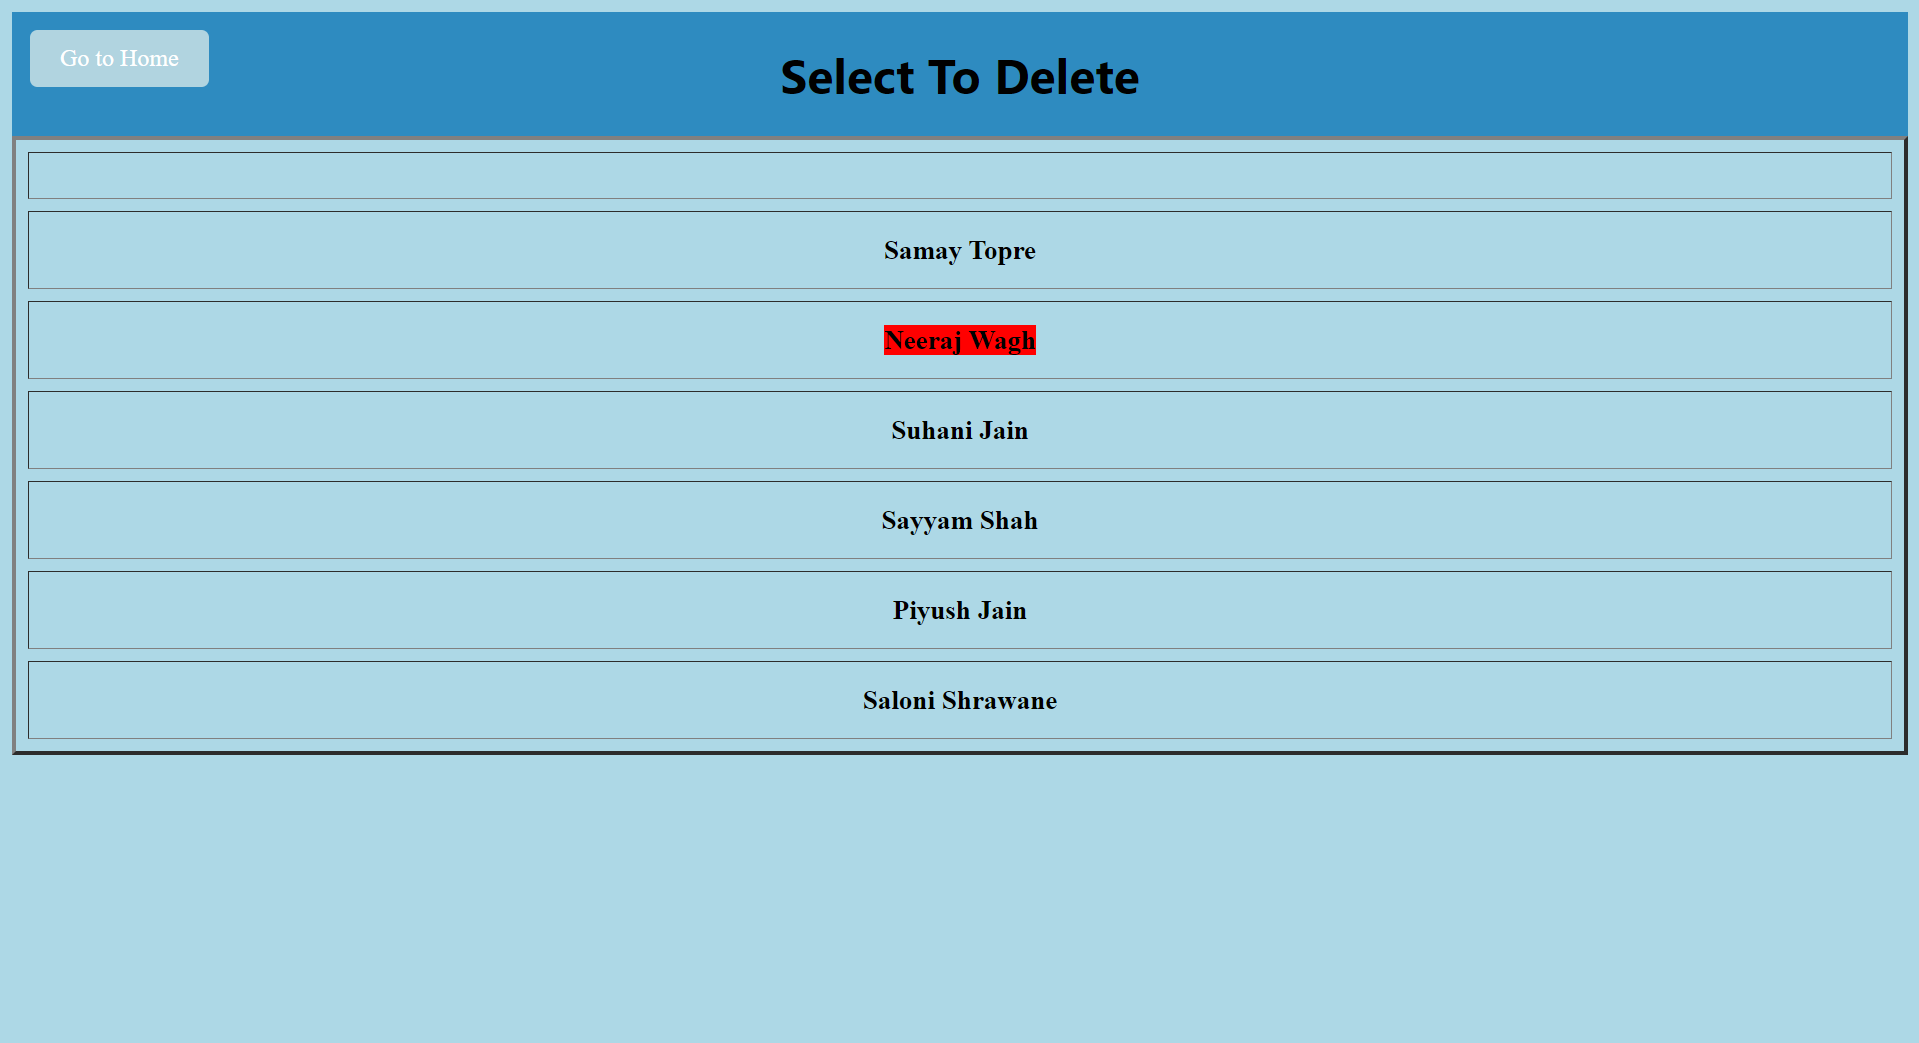 Go to Home
Select To Delete
Samay Topre
Neeraj Wagh
Suhani Jain
Sayyam Shah
Piyush Jain
Saloni Shrawane